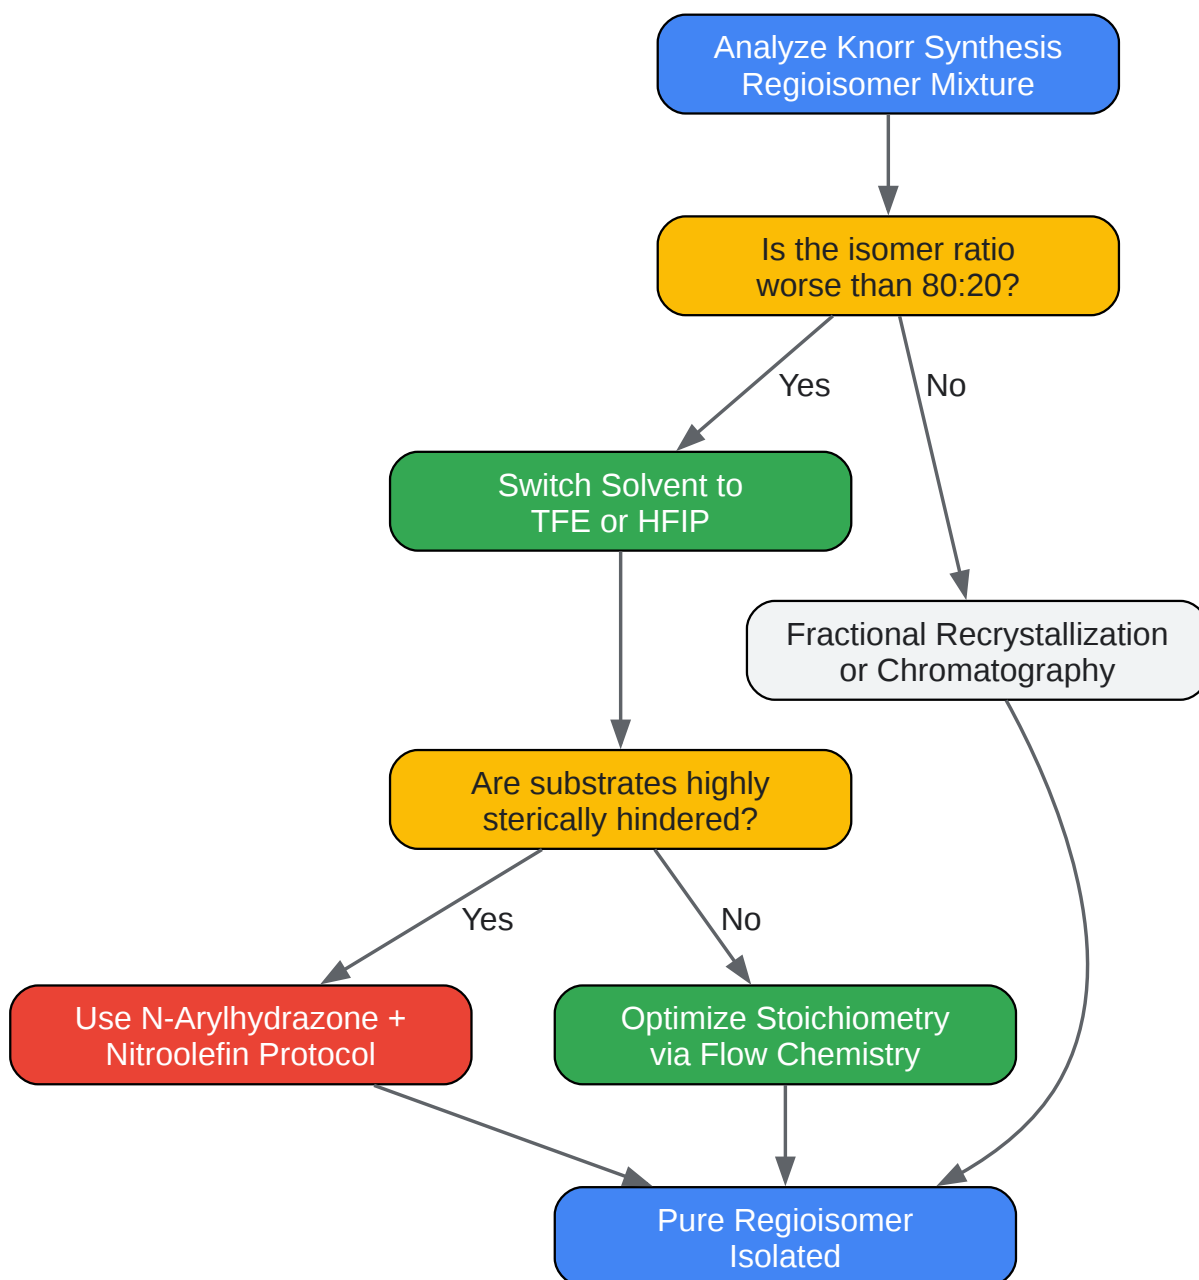 Analyze Knorr Synthesis
Regioisomer Mixture
Is the isomer ratio
worse than 80:20?
Yes
No
Switch Solvent to
TFE or HFIP
Fractional Recrystallization
or Chromatography
Are substrates highly
sterically hindered?
Yes
No
Use N-Arylhydrazone +
Nitroolefin Protocol
Optimize Stoichiometry
via Flow Chemistry
Pure Regioisomer
Isolated